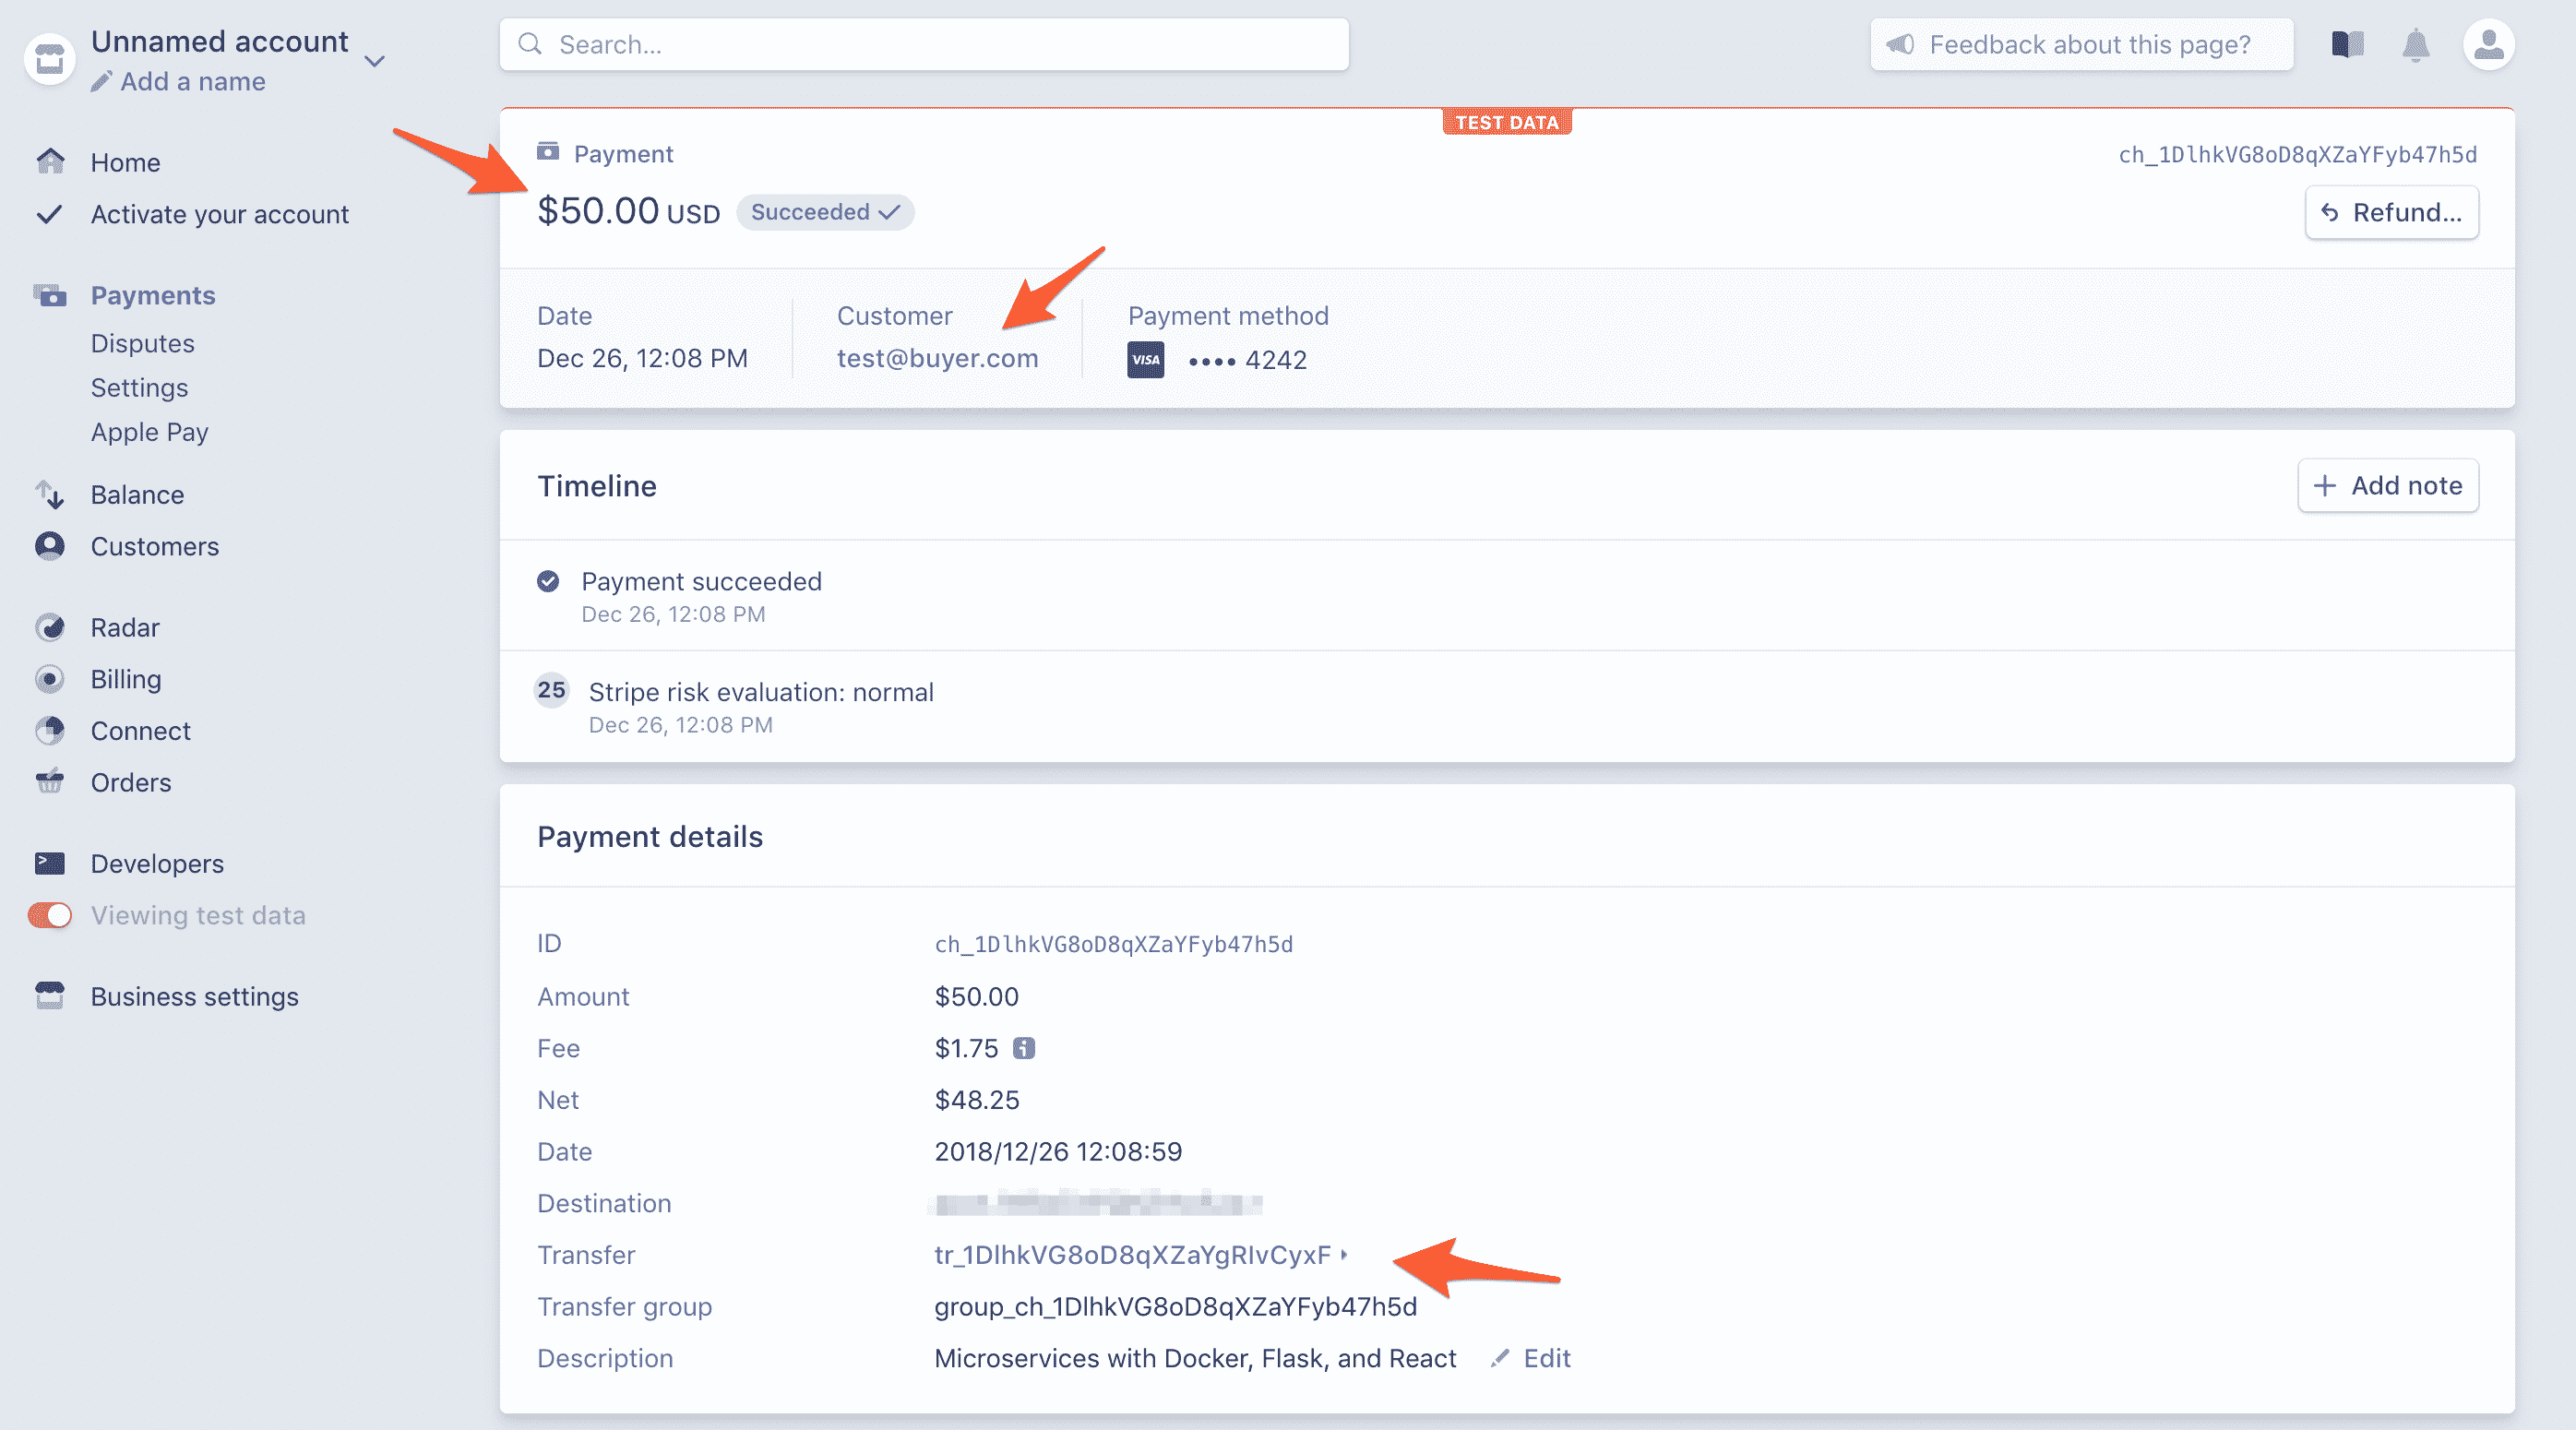 Unnamed account
Add a name
Search...
Feedback about this page?
Home
Activate your account
Payments
Disputes
Settings
Apple Pay
Balance
Customers
Radar
Billing
Connect
Orders
Developers
Viewing test data
Business settings
TEST DATA
Payment
ch_1DlhkVG8oD8qXZaYFyb47h5d
$50.00 USD Succeeded
Refund...
Date
Dec 26, 12:08 PM
Customer
test@buyer.com
Payment method
VISA •••• 4242
Timeline
Add note
Payment succeeded
Dec 26, 12:08 PM
25 Stripe risk evaluation: normal
Dec 26, 12:08 PM
Payment details
ID ch_1DlhkVG8oD8qXZaYFyb47h5d
Amount $50.00
Fee $1.75
Net $48.25
Date 2018/12/26 12:08:59
Destination
Transfer tr_1DlhkVG8oD8qXZaYgRIvCyxF
Transfer group group_ch_1DlhkVG8oD8qXZaYFyb47h5d
Description Microservices with Docker, Flask, and React Edit